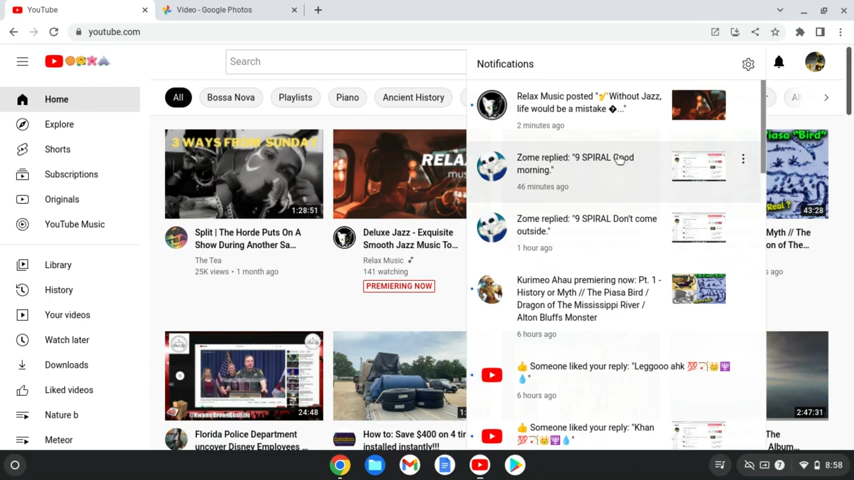 YouTube
Video - Google Photos
youtube.com
Search
Notifications
All
Bossa Nova
Playlists
Piano
Ancient History
Home
Explore
Shorts
Subscriptions
Originals
YouTube Music
Library
History
Your videos
Watch later
Downloads
Liked videos
Nature b
Meteor
3 WAYS FROM SUNDAY
1:28:51
Split | The Horde Puts On A
Show During Another Sa...
The Tea
25K views • 1 month ago
Deluxe Jazz - Exquisite
Smooth Jazz Music To...
Relax Music
141 watching
PREMIERING NOW
24:48
Florida Police Department
uncover Disney Employees
How to: Save $400 on 4 tir
installed instantly!!!
Relax Music posted "🎷Without Jazz,
life would be a mistake �..."
2 minutes ago
Zome replied: "9 SPIRAL Good
morning."
46 minutes ago
Zome replied: "9 SPIRAL Don't come
outside."
1 hour ago
Kurimeo Ahau premiering now: Pt. 1 -
History or Myth // The Piasa Bird /
Dragon of The Mississippi River /
Alton Bluffs Monster
6 hours ago
👍 Someone liked your reply: "Leggooo ahk 💯🏹👑🔯
💧"
6 hours ago
👍 Someone liked your reply: "Khan
💯🏹👑🔯💧"
Piasa "Bird"
43:28
Myth // The
ion of The...
s ago
2:47:31
The
Album...
8:58